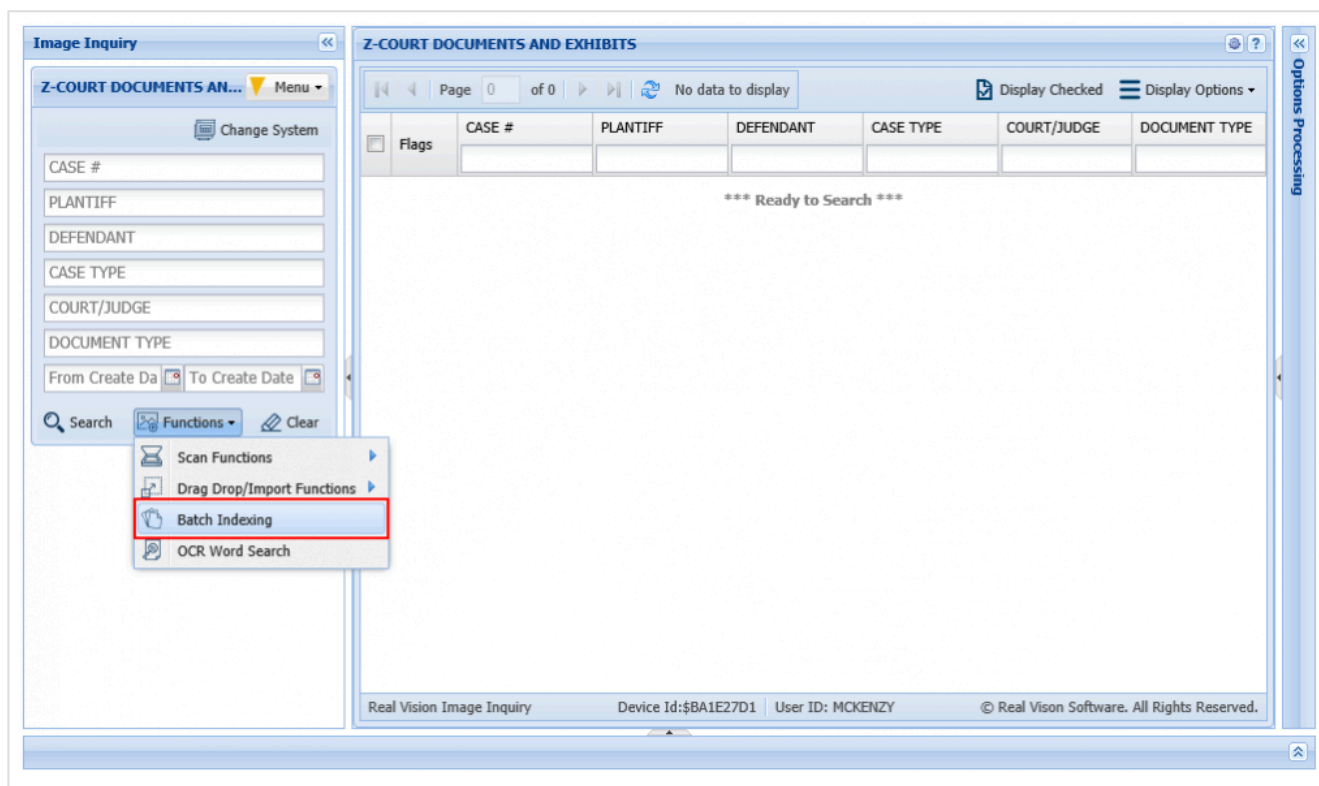 Image Inquiry
Z-COURT DOCUMENTS AN... Menu
Change System
CASE #
PLANTIFF
DEFENDANT
CASE TYPE
COURT/JUDGE
DOCUMENT TYPE
From Create Da To Create Date
Search Functions Clear
Scan Functions
Drag Drop/Import Functions
Batch Indexing
OCR Word Search
Z-COURT DOCUMENTS AND EXHIBITS
Page 0 of 0 No data to display Display Checked Display Options
Flags CASE # PLANTIFF DEFENDANT CASE TYPE COURT/JUDGE DOCUMENT TYPE
*** Ready to Search ***
Real Vision Image Inquiry Device Id:$BA1E27D1 User ID: MCKENZY © Real Vison Software. All Rights Reserved.
Options Processing